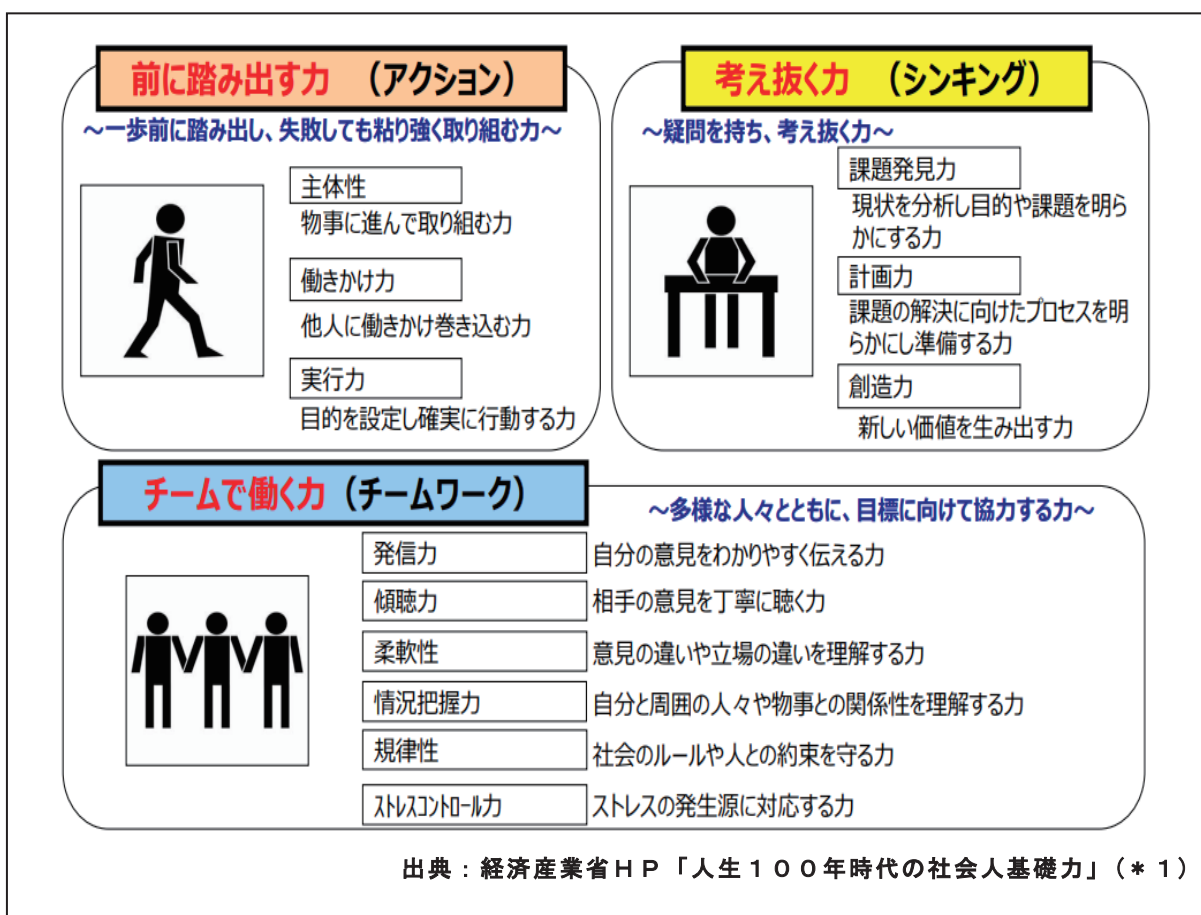 前に踏み出す力 （アクション）
～一歩前に踏み出し、失敗しても粘り強く取り組む力～
主体性
物事に進んで取り組む力
働きかけ力
他人に働きかけ巻き込む力
実行力
目的を設定し確実に行動する力
考え抜く力 （シンキング）
～疑問を持ち、考え抜く力～
課題発見力
現状を分析し目的や課題を明ら
かにする力
計画力
課題の解決に向けたプロセスを明
らかにし準備する力
創造力
新しい価値を生み出す力
チームで働く力（チームワーク）
～多様な人々とともに、目標に向けて協力する力～
発信力 自分の意見をわかりやすく伝える力
傾聴力 相手の意見を丁寧に聴く力
柔軟性 意見の違いや立場の違いを理解する力
情況把握力 自分と周囲の人々や物事との関係性を理解する力
規律性 社会のルールや人との約束を守る力
ｽﾄﾚｽｺﾝﾄﾛｰﾙ力 ストレスの発生源に対応する力
出典：経済産業省ＨＰ「人生１００年時代の社会人基礎力」（＊１）